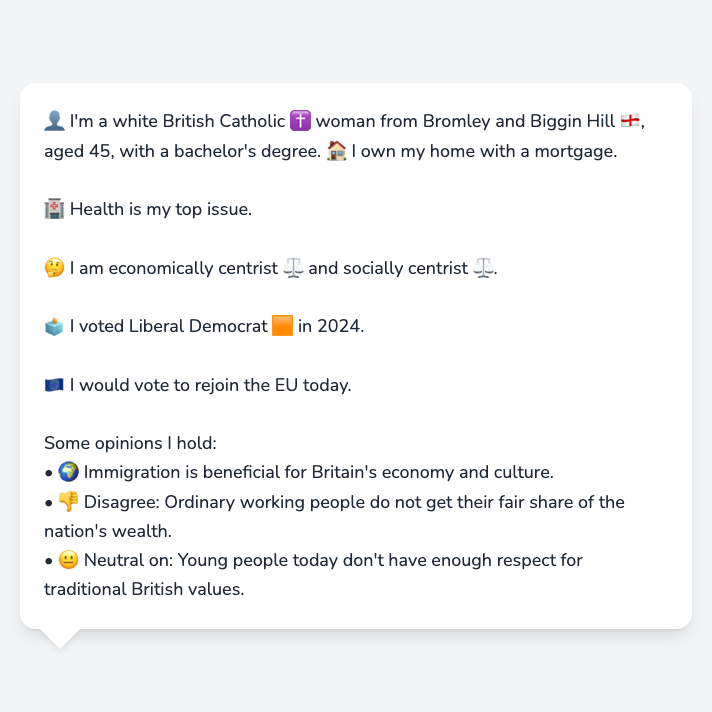 👤 I'm a white British Catholic ✝️ woman from Bromley and Biggin Hill 🏴󠁧󠁢󠁥󠁮󠁧󠁿,
aged 45, with a bachelor's degree. 🏠 I own my home with a mortgage.
🏥 Health is my top issue.
🤔 I am economically centrist ⚖️ and socially centrist ⚖️.
🗳️ I voted Liberal Democrat 🟧 in 2024.
🇪🇺 I would vote to rejoin the EU today.
Some opinions I hold:
• 🌍 Immigration is beneficial for Britain's economy and culture.
• 👎 Disagree: Ordinary working people do not get their fair share of the
nation's wealth.
• 😐 Neutral on: Young people today don't have enough respect for
traditional British values.